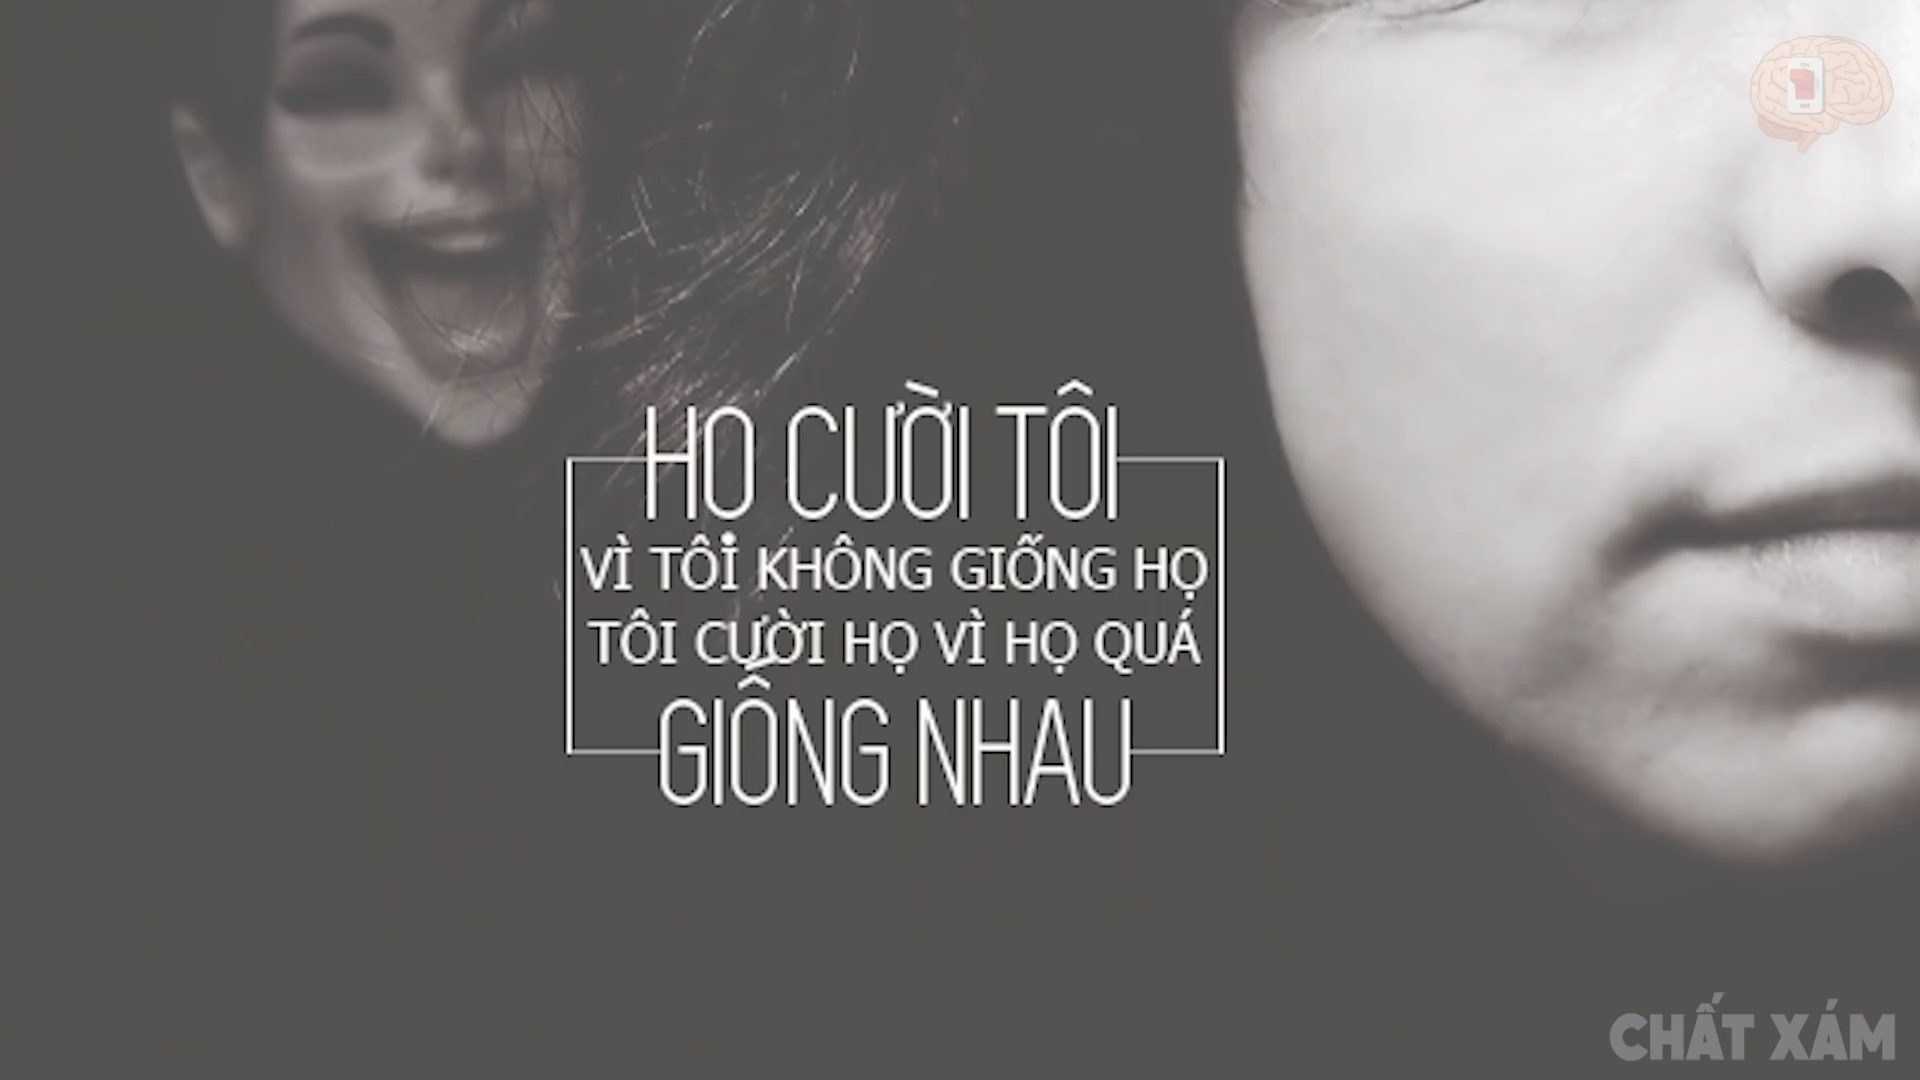 HỌ CƯỜI TÔI
VÌ TÔI KHÔNG GIỐNG HỌ
TÔI CƯỜI HỌ VÌ HỌ QUÁ
GIỐNG NHAU
CHẤT XÁM